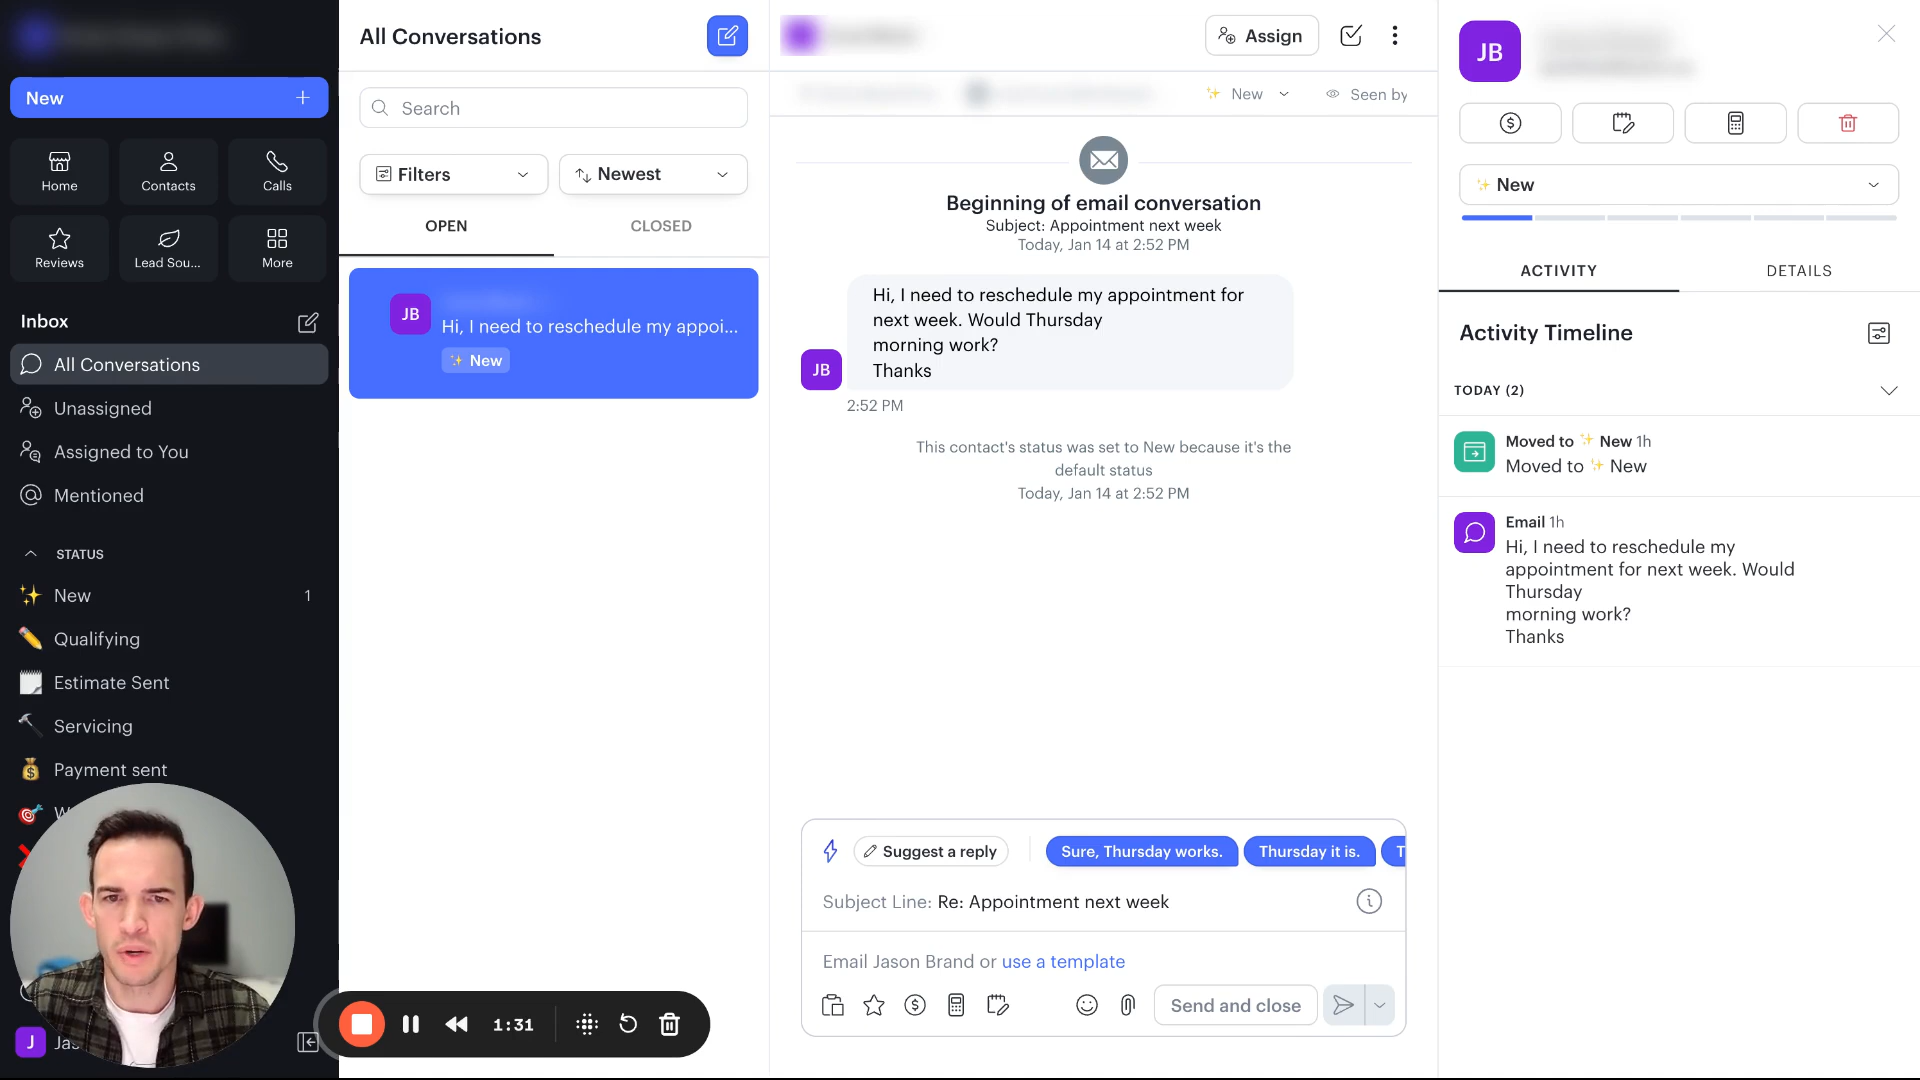 New
Home
Contacts
Calls
Reviews
Lead Sou...
More
Inbox
All Conversations
Unassigned
Assigned to You
Mentioned
STATUS
New
1
Qualifying
Estimate Sent
Servicing
Payment sent
J
1:31
All Conversations
Search
Filters
Newest
OPEN
CLOSED
JB
Hi, I need to reschedule my appoi...
New
Assign
New
Seen by
Beginning of email conversation
Subject: Appointment next week
Today, Jan 14 at 2:52 PM
Hi, I need to reschedule my appointment for
next week. Would Thursday
morning work?
Thanks
JB
2:52 PM
This contact's status was set to New because it's the
default status
Today, Jan 14 at 2:52 PM
Suggest a reply
Sure, Thursday works.
Thursday it is.
Subject Line: Re: Appointment next week
Email Jason Brand or use a template
Send and close
JB
New
ACTIVITY
DETAILS
Activity Timeline
TODAY (2)
Moved to New 1h
Moved to New
Email 1h
Hi, I need to reschedule my
appointment for next week. Would
Thursday
morning work?
Thanks